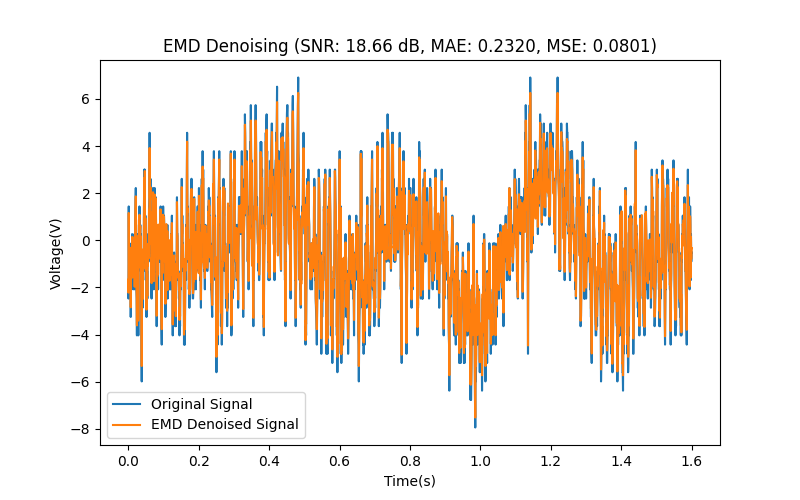 EMD Denoising (SNR: 18.66 dB, MAE: 0.2320, MSE: 0.0801)
6
4
2
0
−2
−4
−6
−8
Voltage(V)
Original Signal
EMD Denoised Signal
0.0 0.2 0.4 0.6 0.8 1.0 1.2 1.4 1.6
Time(s)